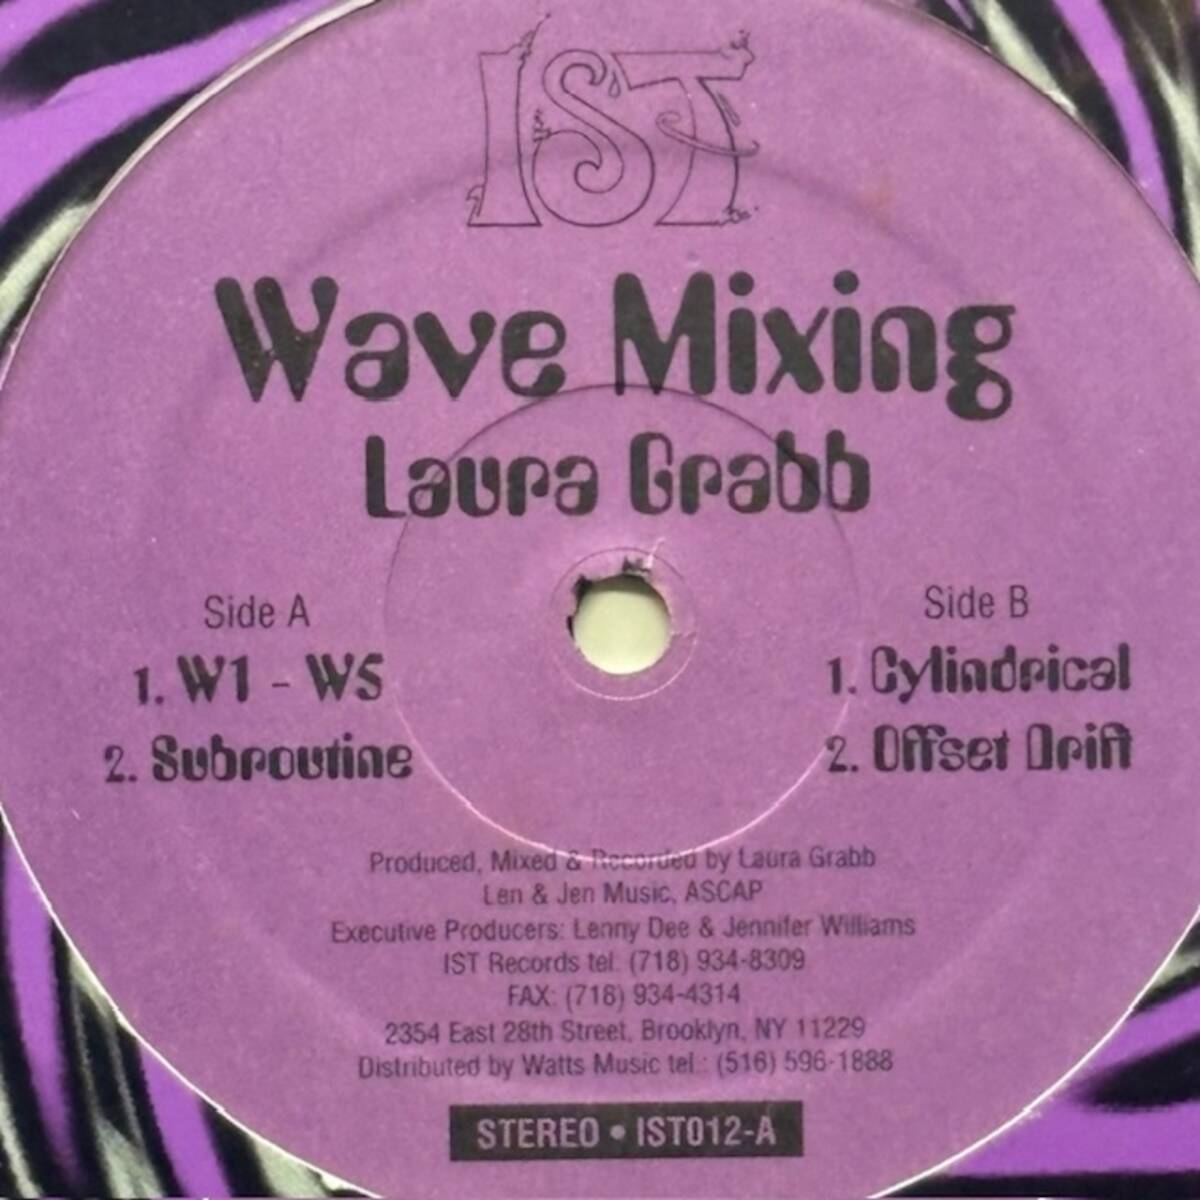 IST
Wave Mixing
Laura Grabb
Side A
1. W1 - W5
2. Subroutine
Side B
1. Cylindrical
2. Offset Drift
Produced, Mixed & Recorded by Laura Grabb
Len & Jen Music, ASCAP
Executive Producers: Lenny Dee & Jennifer Williams
IST Records tel. (718) 934-8309
FAX: (718) 934-4314
2354 East 28th Street, Brooklyn, NY 11229
Distributed by Watts Music tel.: (516) 596-1888
STEREO • IST012-A